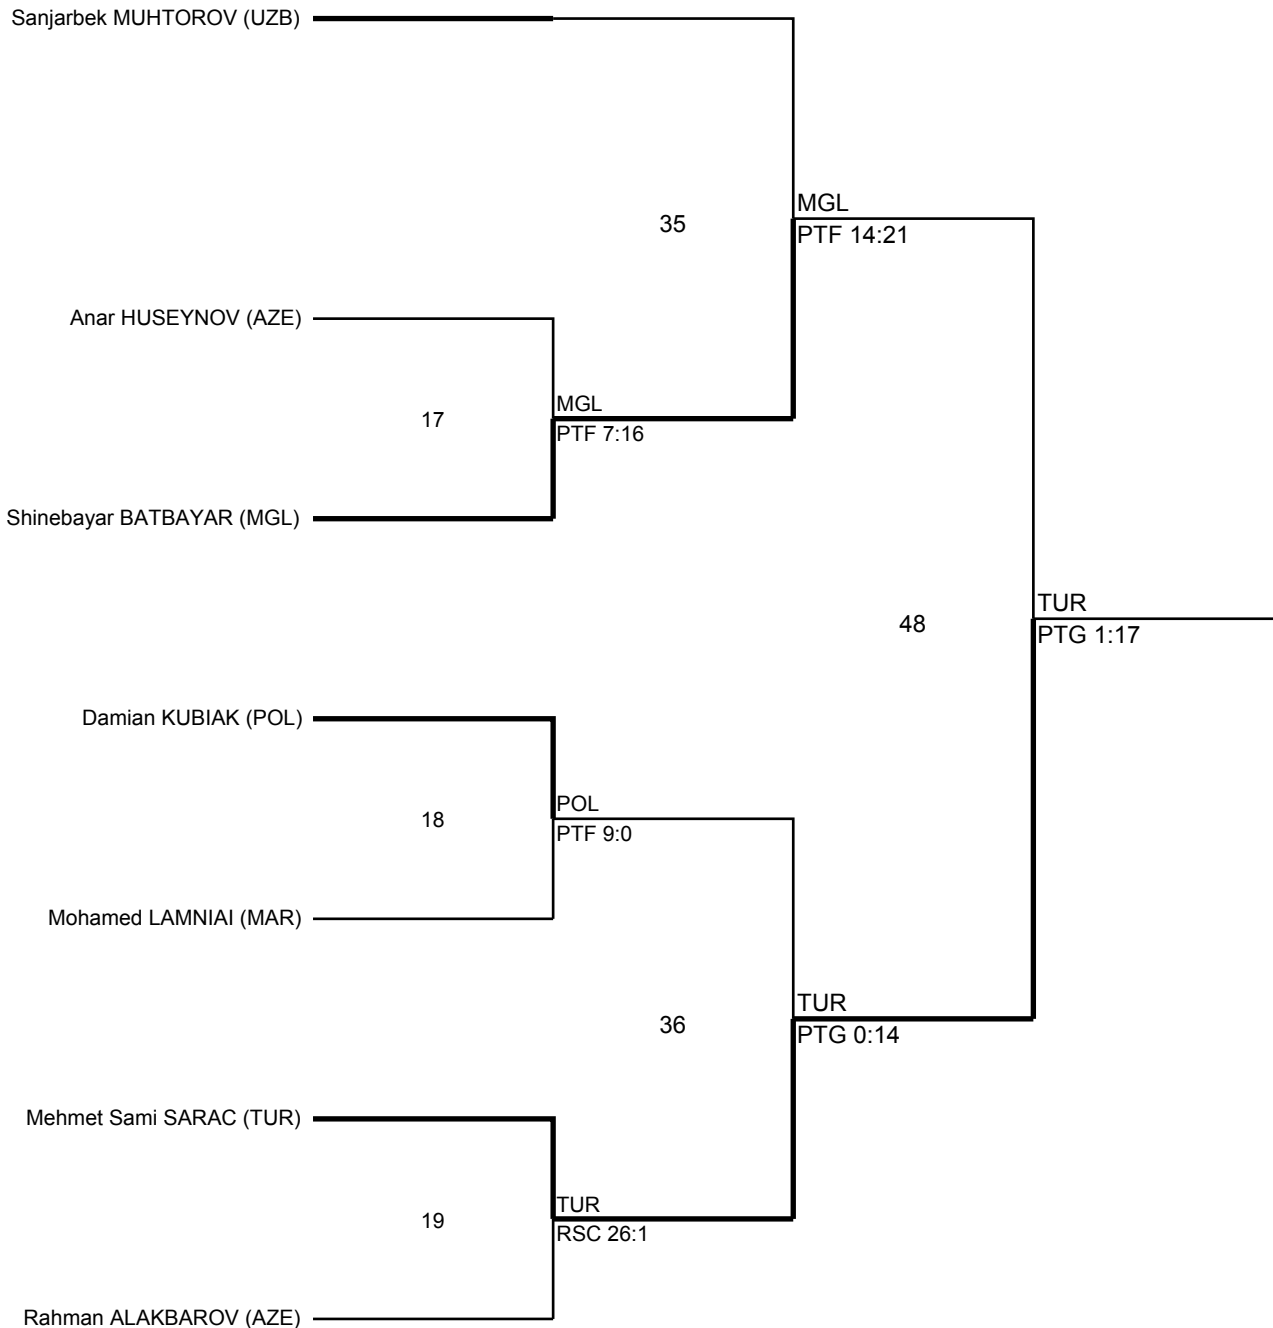 Sanjarbek MUHTOROV (UZB)
MGL
35
PTF 14:21
Anar HUSEYNOV (AZE)
MGL
17
PTF 7:16
Shinebayar BATBAYAR (MGL)
TUR
48
PTG 1:17
Damian KUBIAK (POL)
POL
18
PTF 9:0
Mohamed LAMNIAI (MAR)
TUR
36
PTG 0:14
Mehmet Sami SARAC (TUR)
TUR
19
RSC 26:1
Rahman ALAKBAROV (AZE)